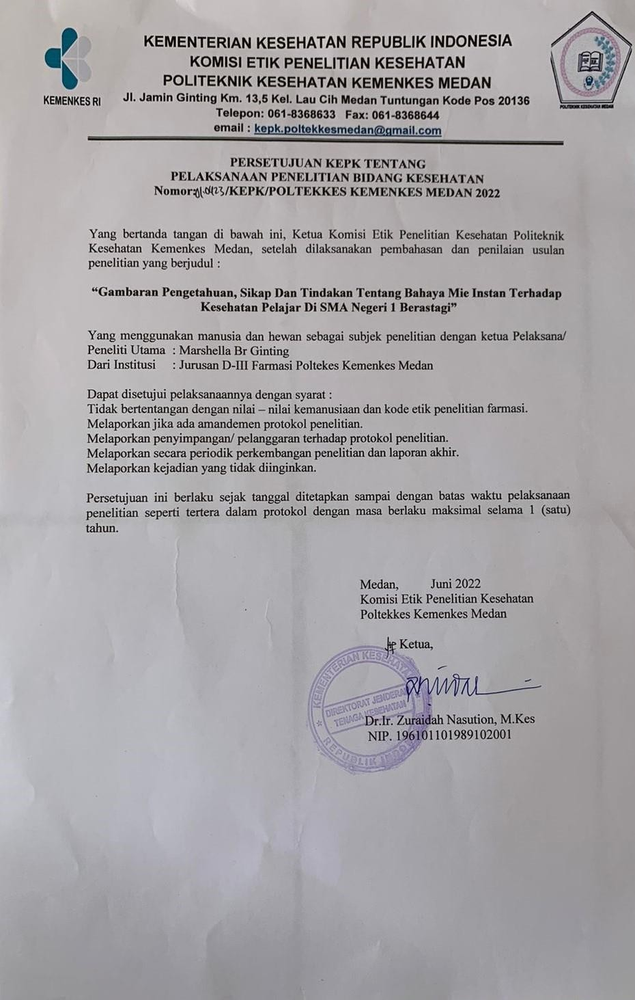 KEMENTERIAN KESEHATAN REPUBLIK INDONESIA
KOMISI ETIK PENELITIAN KESEHATAN
POLITEKNIK KESEHATAN KEMENKES MEDAN
KEMENKES RI
Jl. Jamin Ginting Km. 13,5 Kel. Lau Cih Medan Tuntungan Kode Pos 20136
Telepon: 061-8368633 Fax: 061-8368644
email : kepk.poltekkesmedan@gmail.com
POLITEKNIK KESEHATAN MEDAN
PERSETUJUAN KEPK TENTANG
PELAKSANAAN PENELITIAN BIDANG KESEHATAN
Nomor: /KEPK/POLTEKKES KEMENKES MEDAN 2022
Yang bertanda tangan di bawah ini, Ketua Komisi Etik Penelitian Kesehatan Politeknik
Kesehatan Kemenkes Medan, setelah dilaksanakan pembahasan dan penilaian usulan
penelitian yang berjudul :
“Gambaran Pengetahuan, Sikap Dan Tindakan Tentang Bahaya Mie Instan Terhadap
Kesehatan Pelajar Di SMA Negeri 1 Berastagi”
Yang menggunakan manusia dan hewan sebagai subjek penelitian dengan ketua Pelaksana/
Peneliti Utama : Marshella Br Ginting
Dari Institusi : Jurusan D-III Farmasi Poltekes Kemenkes Medan
Dapat disetujui pelaksanaannya dengan syarat :
Tidak bertentangan dengan nilai – nilai kemanusiaan dan kode etik penelitian farmasi.
Melaporkan jika ada amandemen protokol penelitian.
Melaporkan penyimpangan/ pelanggaran terhadap protokol penelitian.
Melaporkan secara periodik perkembangan penelitian dan laporan akhir.
Melaporkan kejadian yang tidak diinginkan.
Persetujuan ini berlaku sejak tanggal ditetapkan sampai dengan batas waktu pelaksanaan
penelitian seperti tertera dalam protokol dengan masa berlaku maksimal selama 1 (satu)
tahun.
Medan, Juni 2022
Komisi Etik Penelitian Kesehatan
Poltekkes Kemenkes Medan
Ketua,
KEMENTERIAN KESEHATAN
DIREKTORAT JENDERAL
TENAGA KESEHATAN
REPUBLIK INDONESIA
Dr.Ir. Zuraidah Nasution, M.Kes
NIP. 196101101989102001